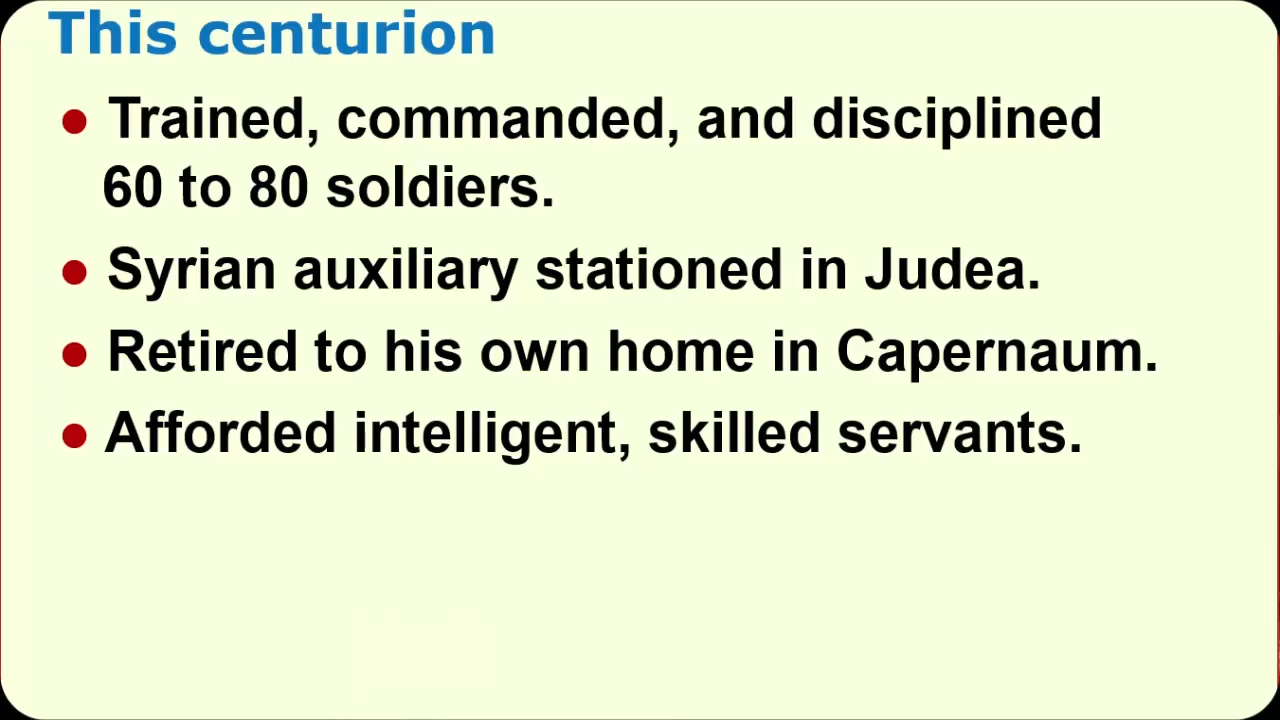 This centurion
● Trained, commanded, and disciplined
60 to 80 soldiers.
● Syrian auxiliary stationed in Judea.
● Retired to his own home in Capernaum.
● Afforded intelligent, skilled servants.